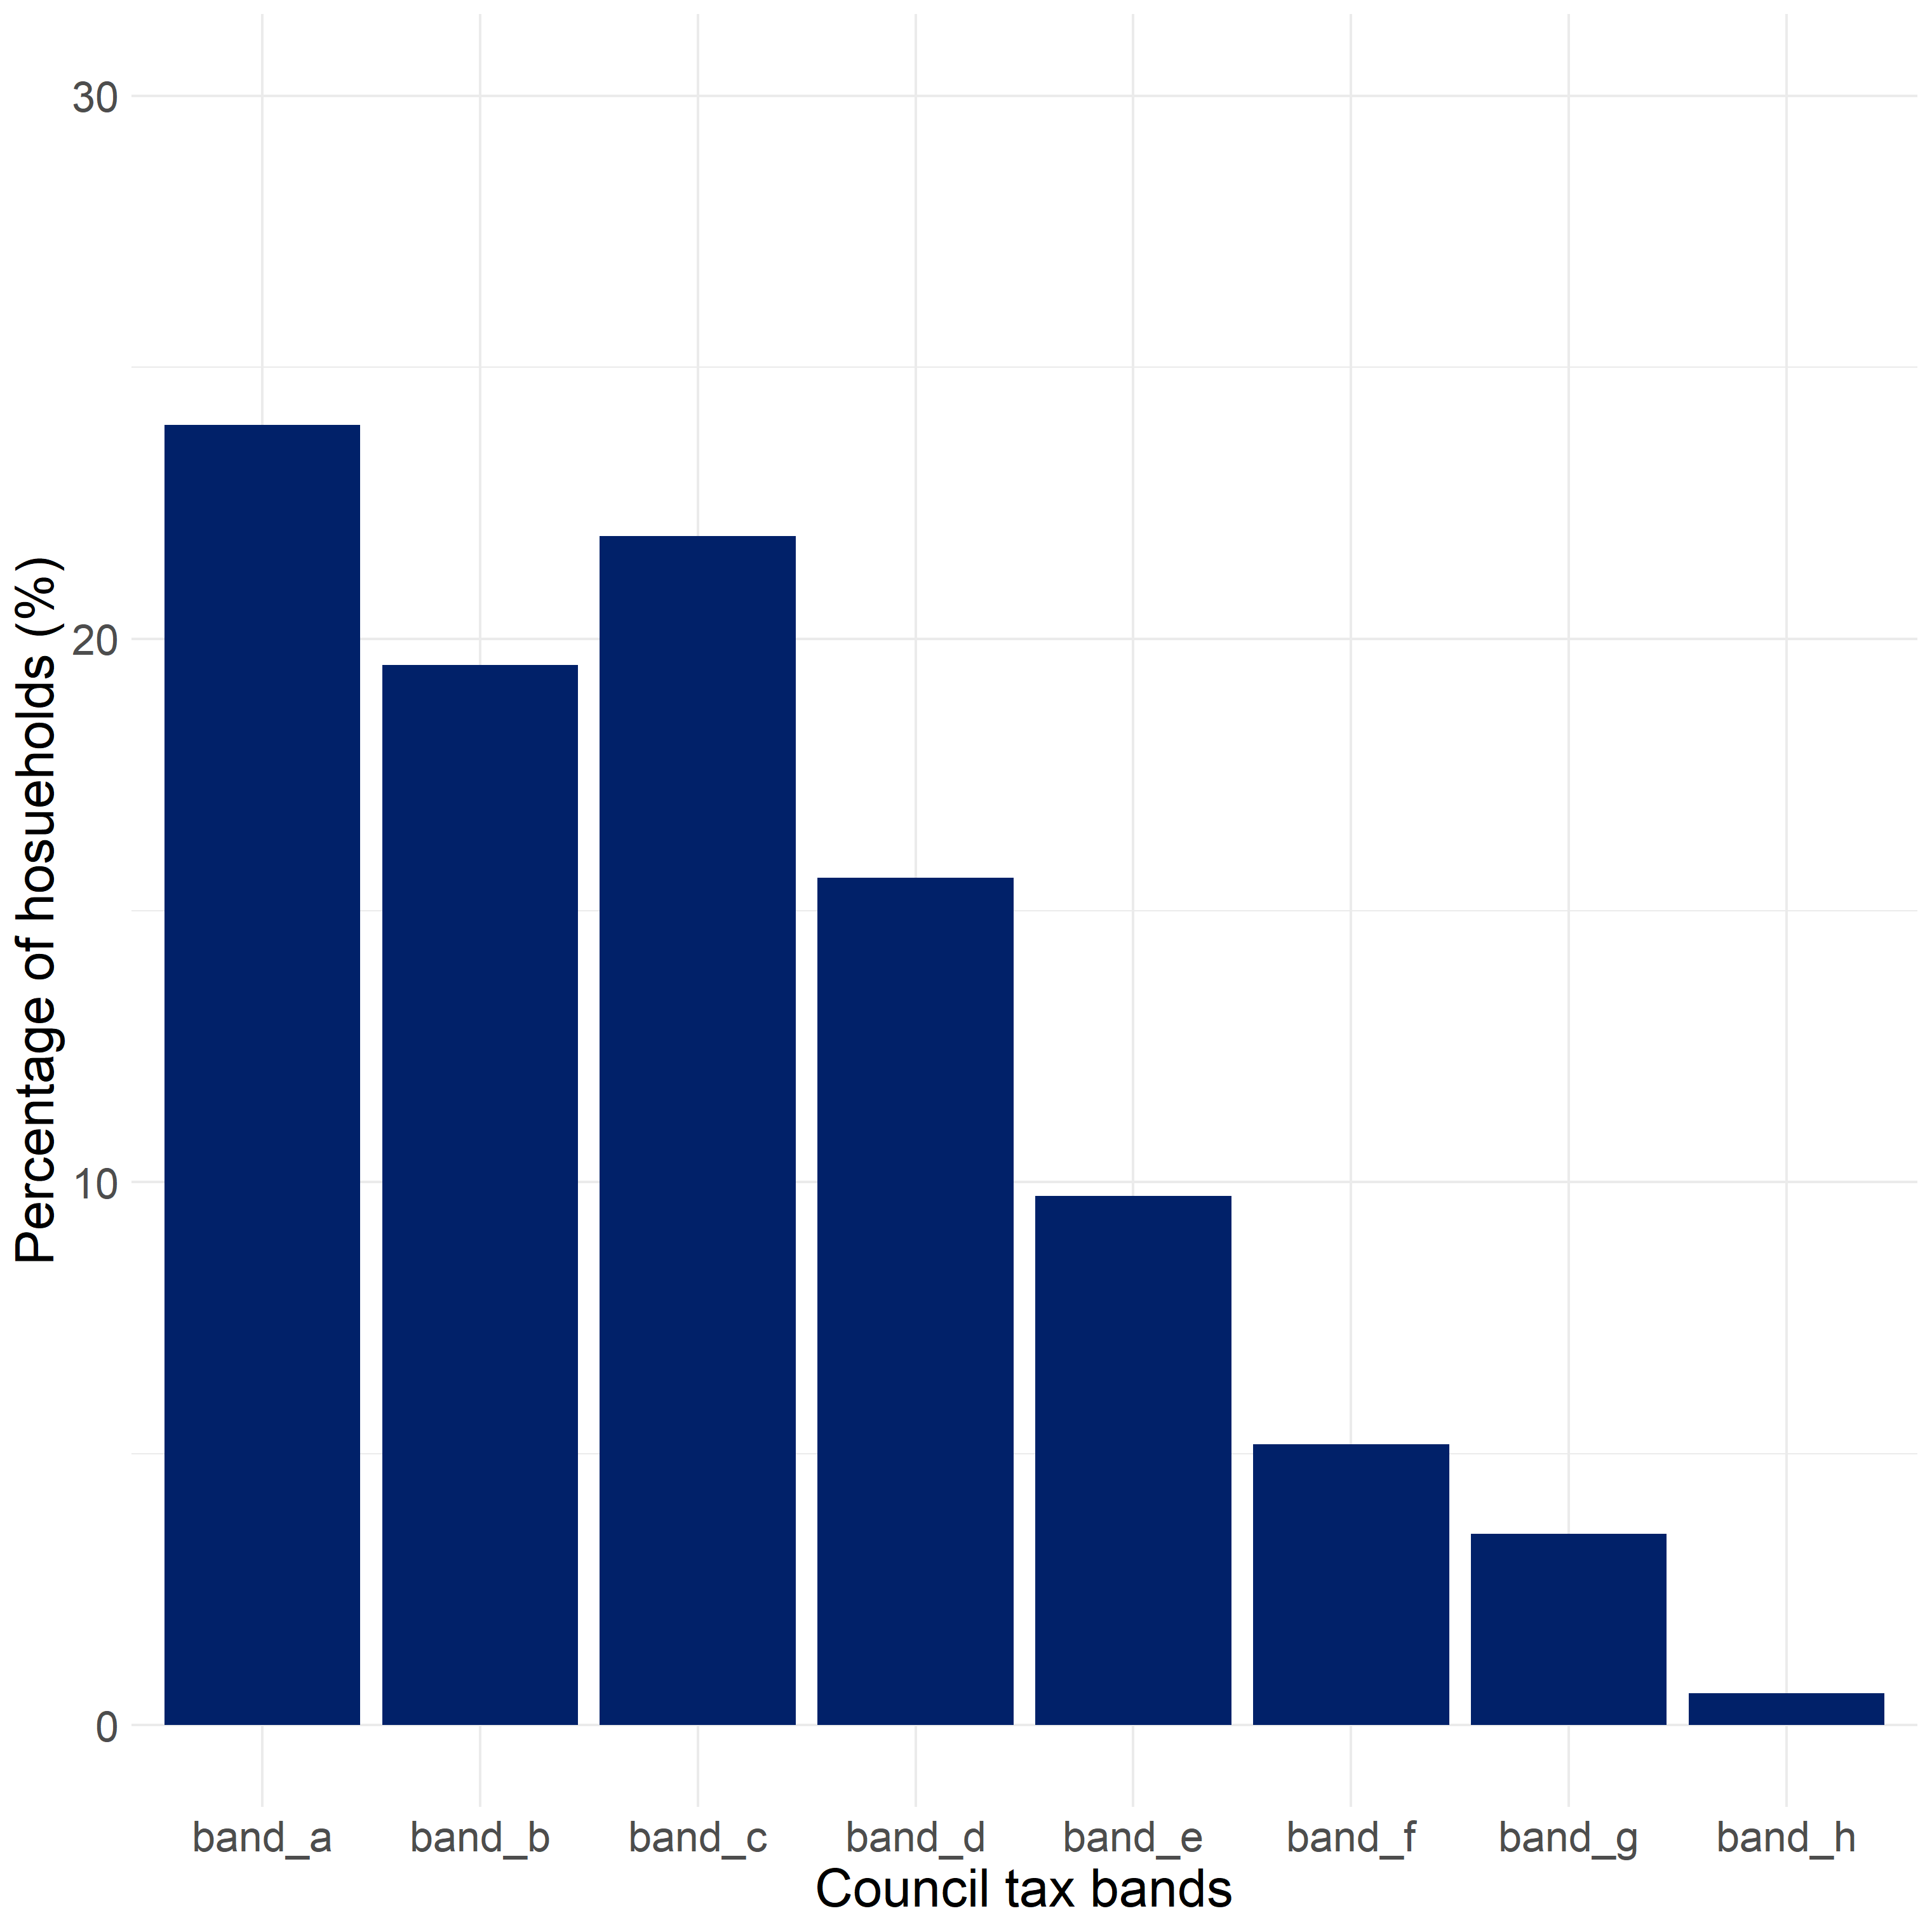 Percentage of hosueholds (%)
30
20
10
0
band_a band_b band_c band_d band_e band_f band_g band_h
Council tax bands